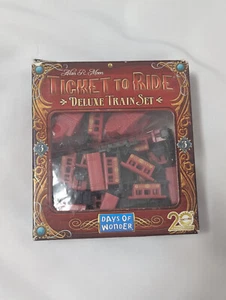 Alan R. Moon
TICKET TO RIDE
DELUXE TRAIN SET
DAYS OF
WONDER
20